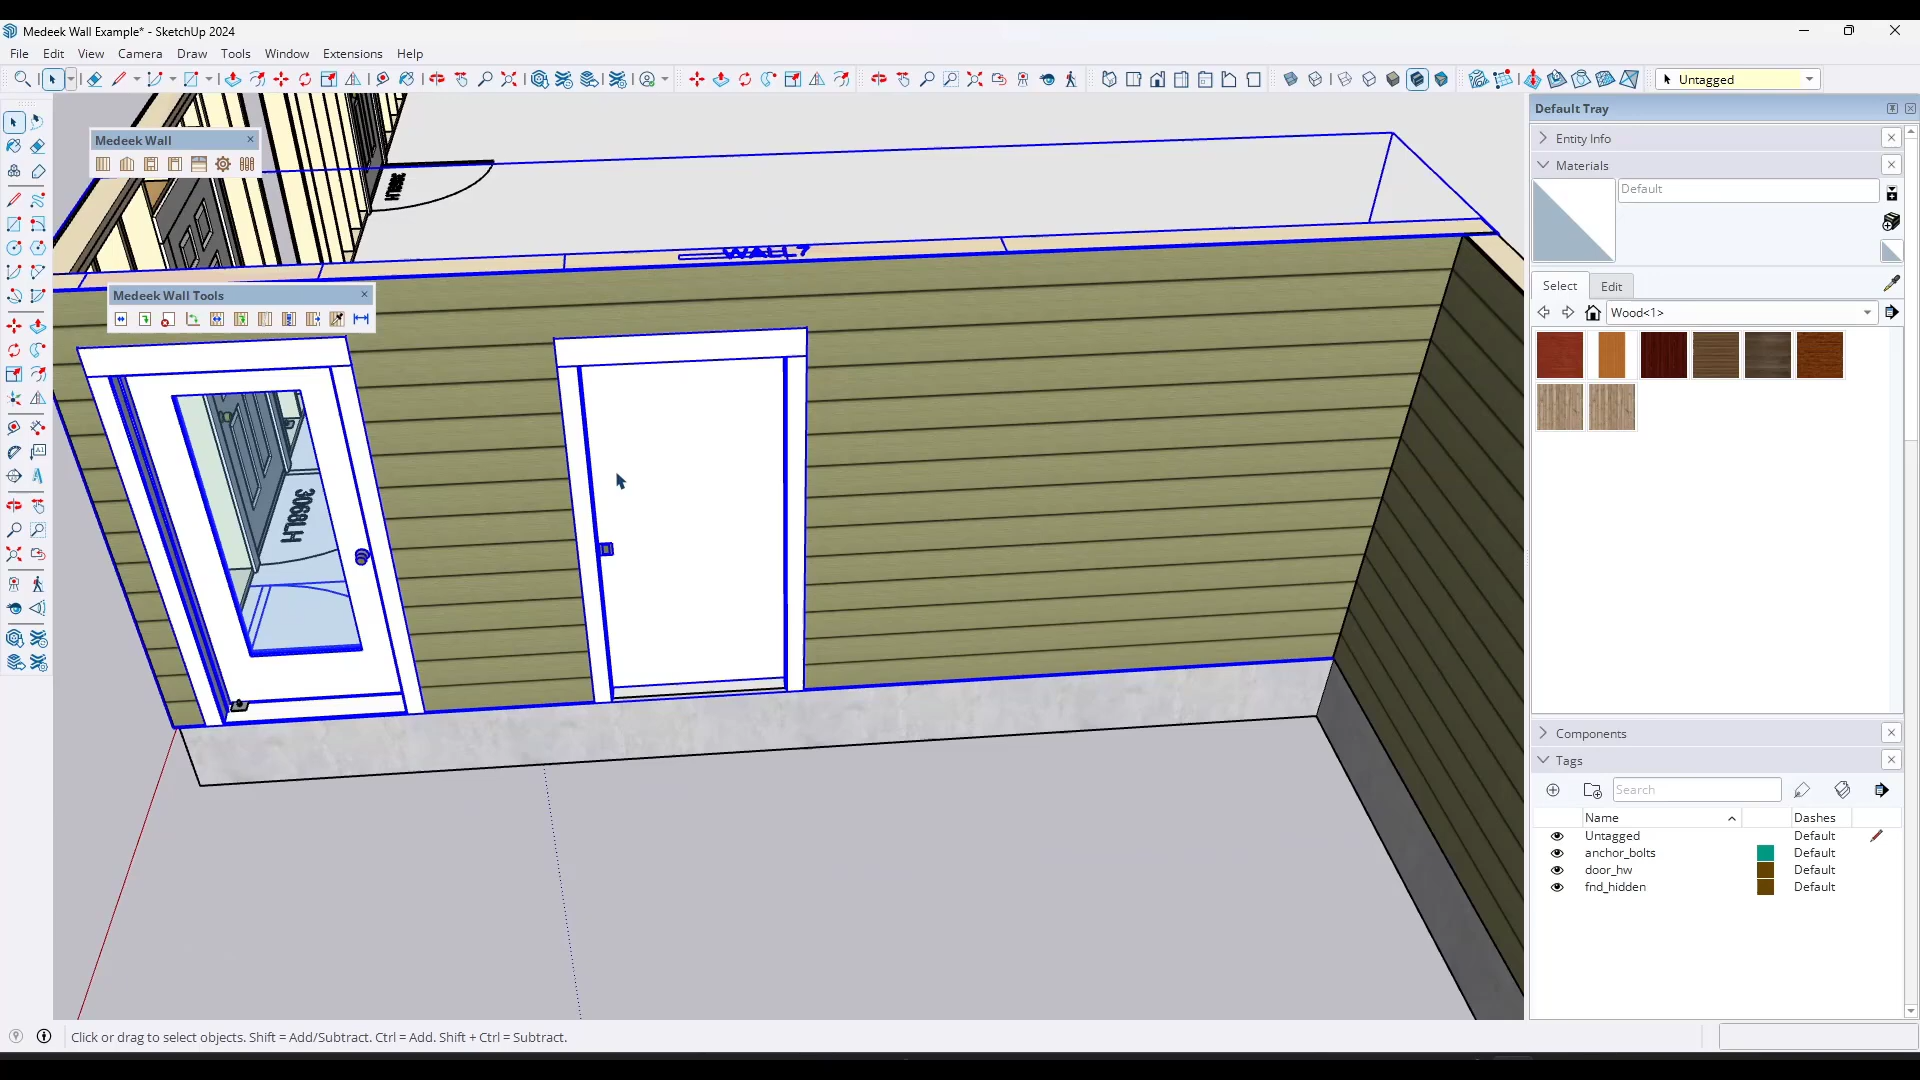 Medeek Wall Example* - SketchUp 2024
File Edit View Camera Draw Tools Window Extensions Help
Untagged
Default Tray
Medeek Wall
Entity Info
Materials
Default
WALL7
Medeek Wall Tools
Select Edit
Wood<1>
3068LH
Components
Tags
Search
Name Dashes
Untagged Default
anchor_bolts Default
door_hw Default
fnd_hidden Default
Click or drag to select objects. Shift = Add/Subtract. Ctrl = Add. Shift + Ctrl = Subtract.